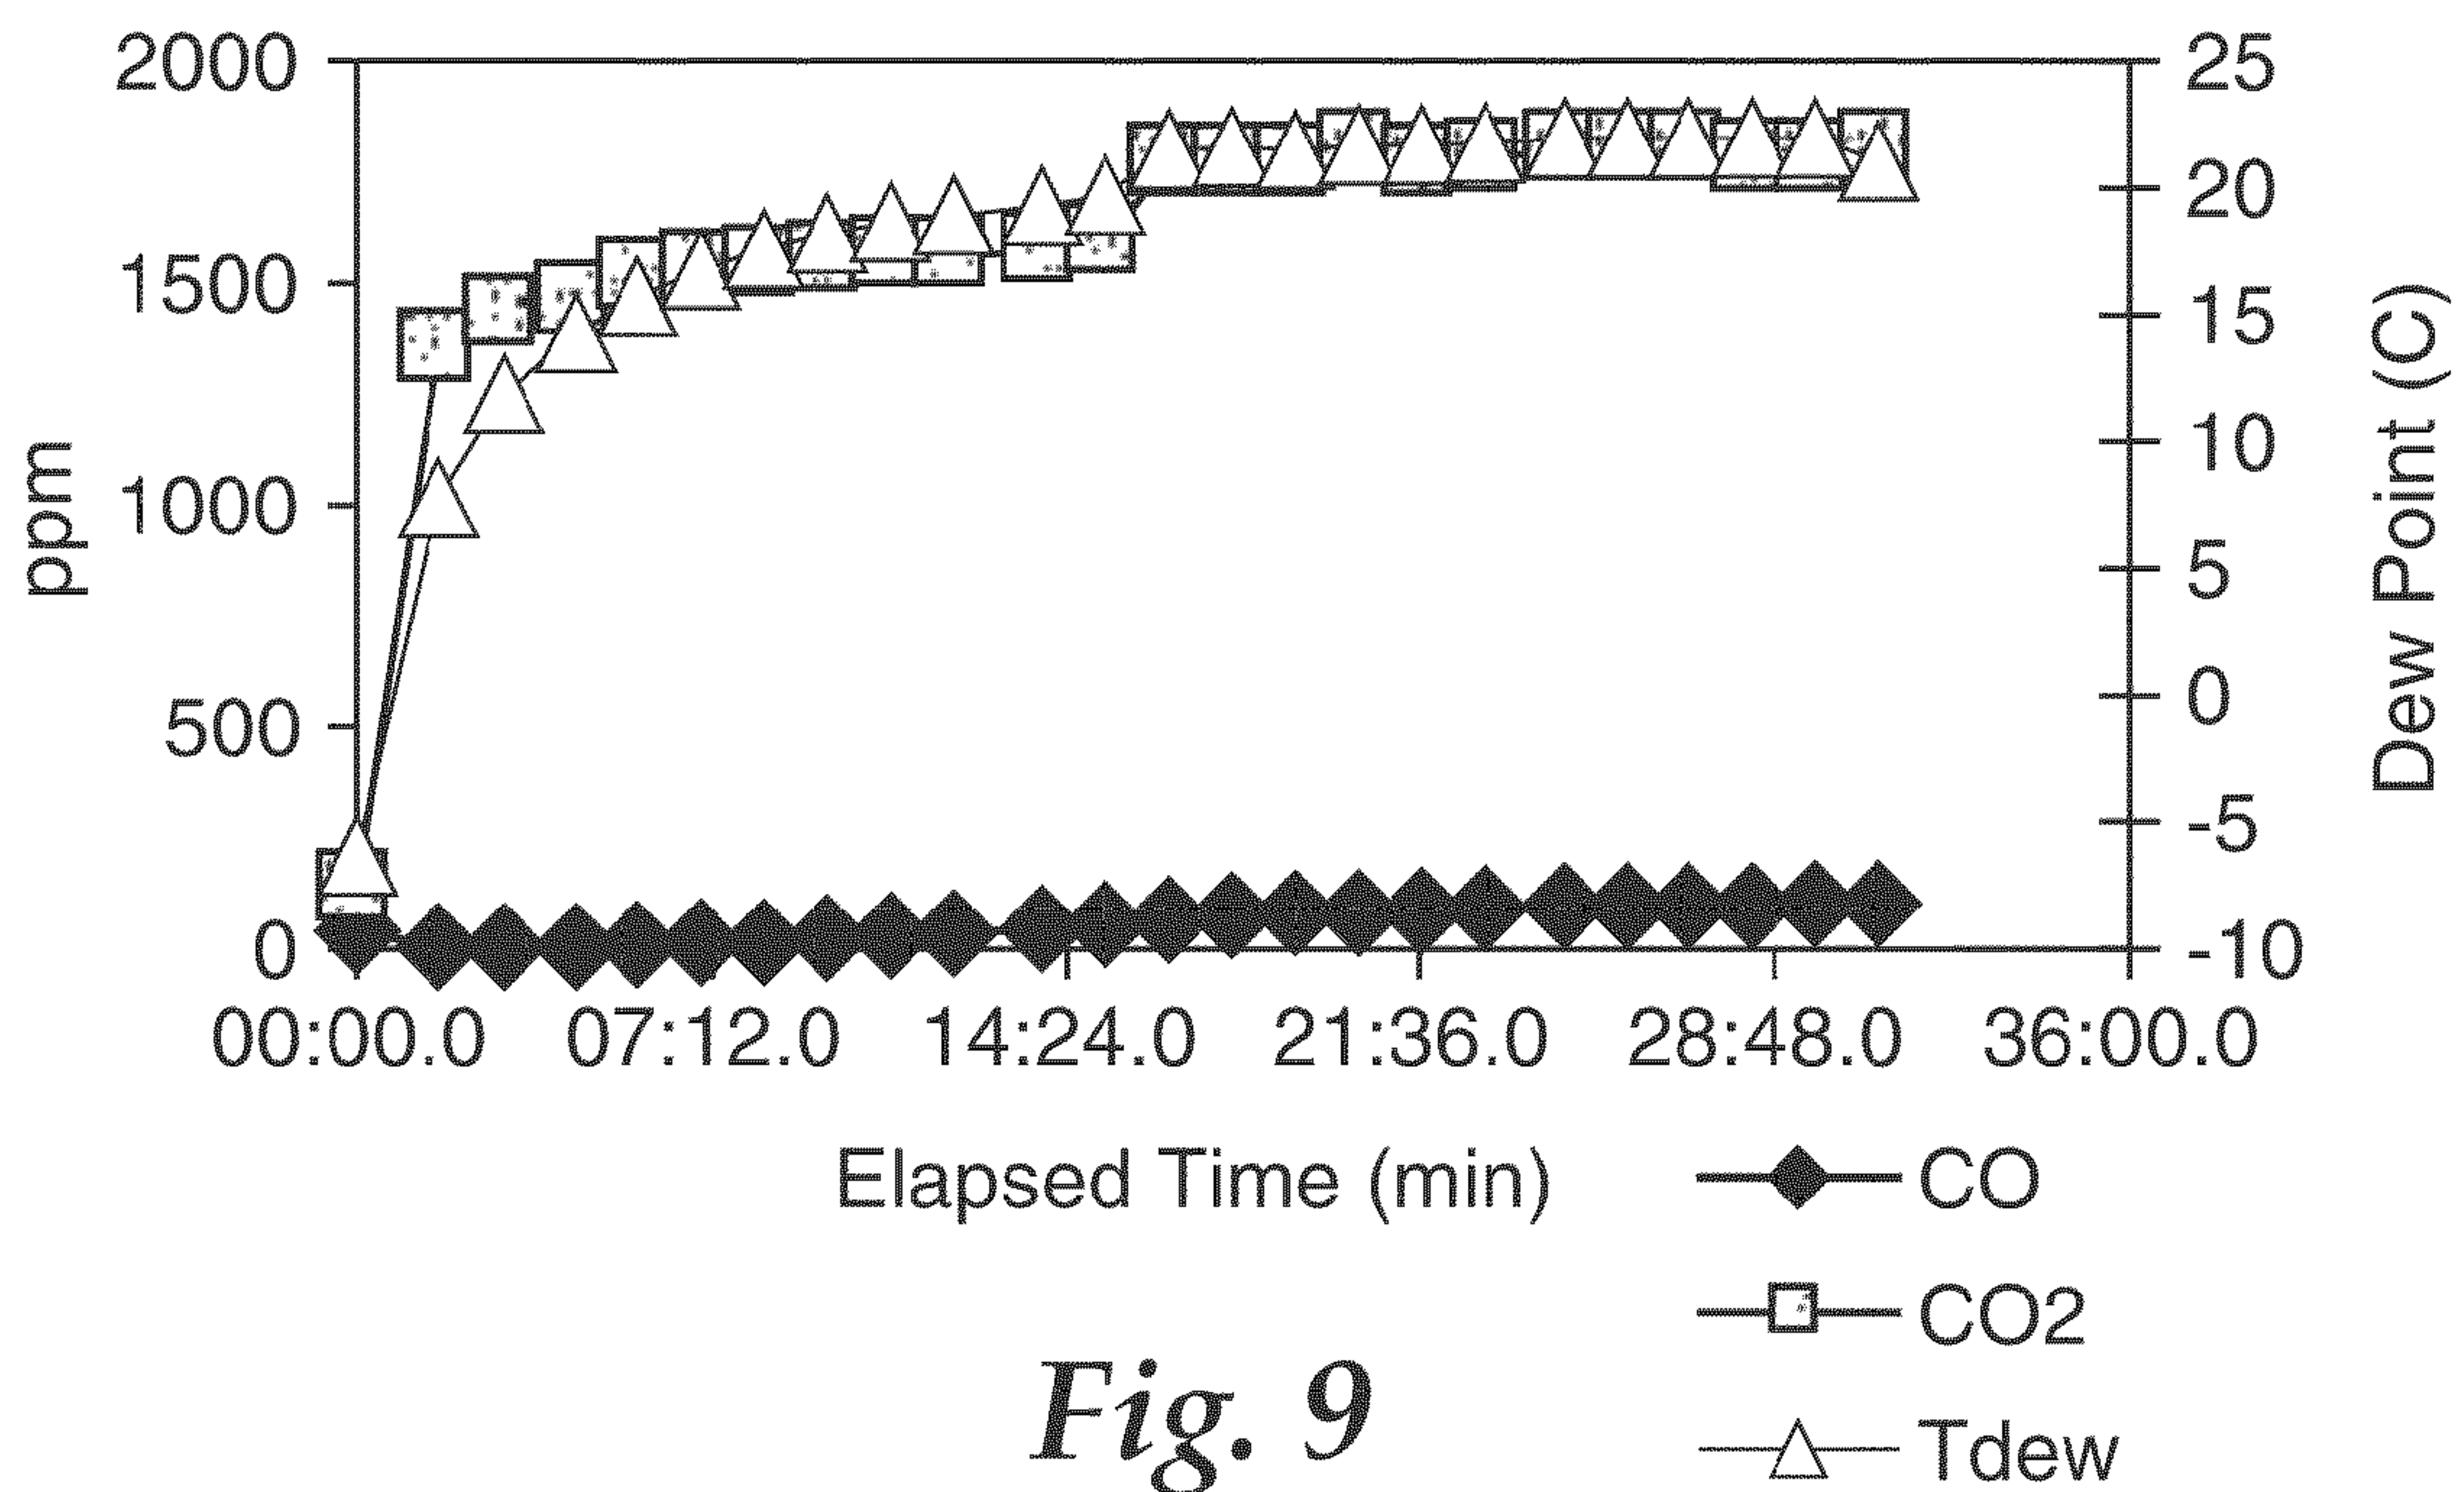 2000
1500
1000
500
0
ppm
25
20
15
10
5
0
-5
-10
Dew Point (C)
00:00.0 07:12.0 14:24.0 21:36.0 28:48.0 36:00.0
Elapsed Time (min)
CO
CO2
Tdew
Fig. 9